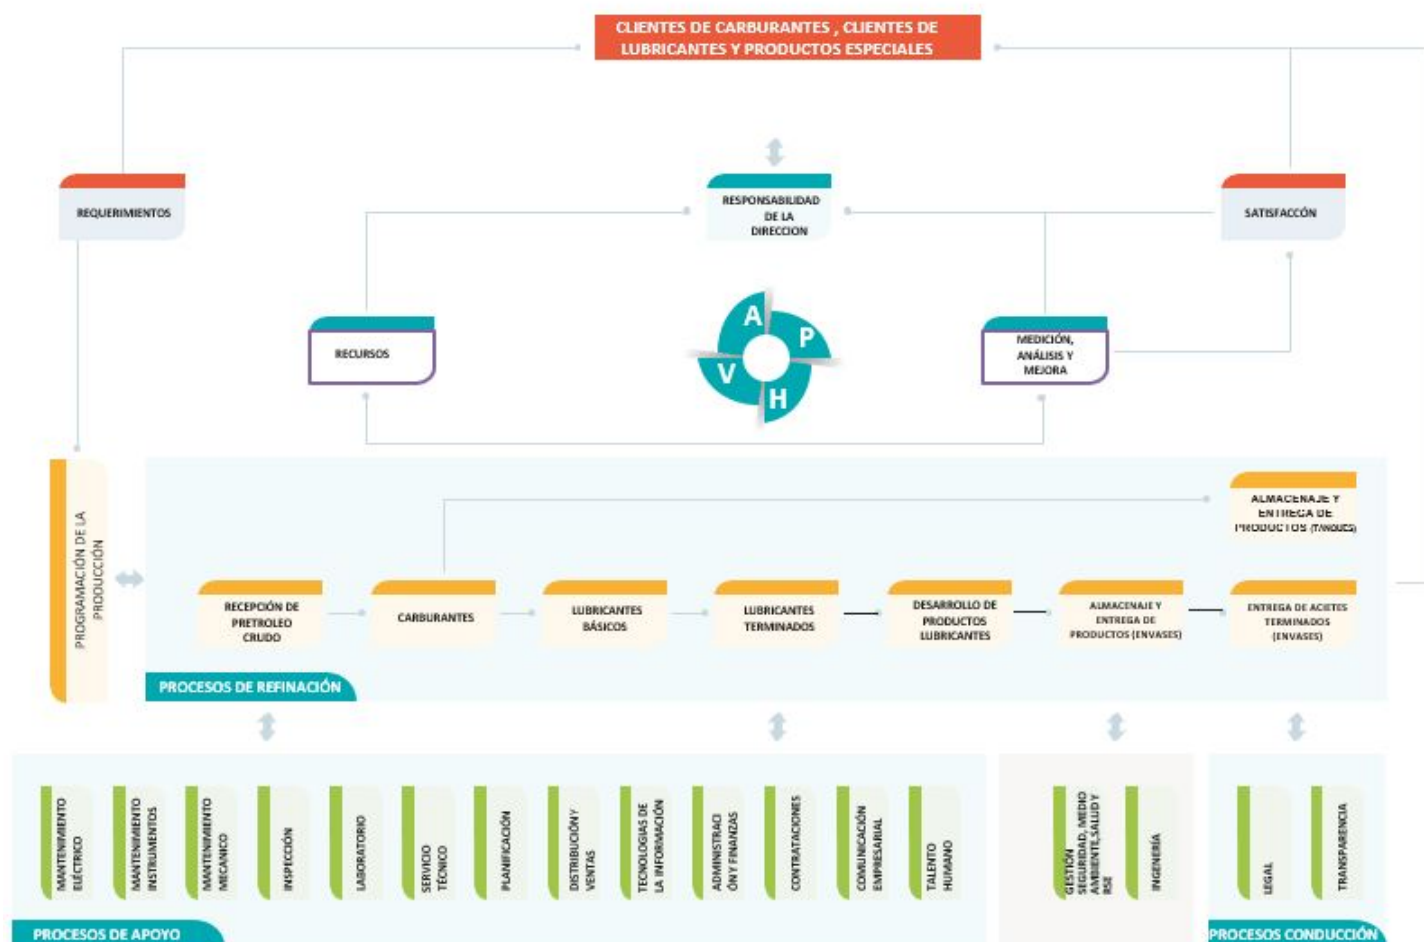 CLIENTES DE CARBURANTES , CLIENTES DE
LUBRICANTES Y PRODUCTOS ESPECIALES
REQUERIMIENTOS
RESPONSABILIDAD
DE LA
DIRECCION
SATISFACCÓN
RECURSOS
A
P
V
H
MEDICIÓN,
ANÁLISIS Y
MEJORA
PROGRAMACIÓN DE LA
PRODUCCIÓN
ALMACENAJE Y
ENTREGA DE
PRODUCTOS (TANQUES)
RECEPCIÓN DE
PRETROLEO
CRUDO
CARBURANTES
LUBRICANTES
BÁSICOS
LUBRICANTES
TERMINADOS
DESARROLLO DE
PRODUCTOS
LUBRICANTES
ALMACENAJE Y
ENTREGA DE
PRODUCTOS (ENVASES)
ENTREGA DE ACIETES
TERMINADOS
(ENVASES)
PROCESOS DE REFINACIÓN
MANTENIMIENTO
ELÉCTRICO
MANTENIMIENTO
INSTRUMENTOS
MANTENIMIENTO
MECANICO
INSPECCIÓN
LABORATORIO
SERVICIO
TÉCNICO
PLANIFICACIÓN
DISTRIBUCIÓN Y
VENTAS
TECNOLOGIAS DE
LA INFORMACIÓN
ADMINISTRACI
ÓN Y FINANZAS
CONTRATACIONES
COMUNICACIÓN
EMPRESARIAL
TALENTO
HUMANO
GESTIÓN
SEGURIDAD, MEDIO
AMBIENTE,SALUD Y
RSE
INGENERÍA
LEGAL
TRANSPARENCIA
PROCESOS DE APOYO
PROCESOS CONDUCCIÓN